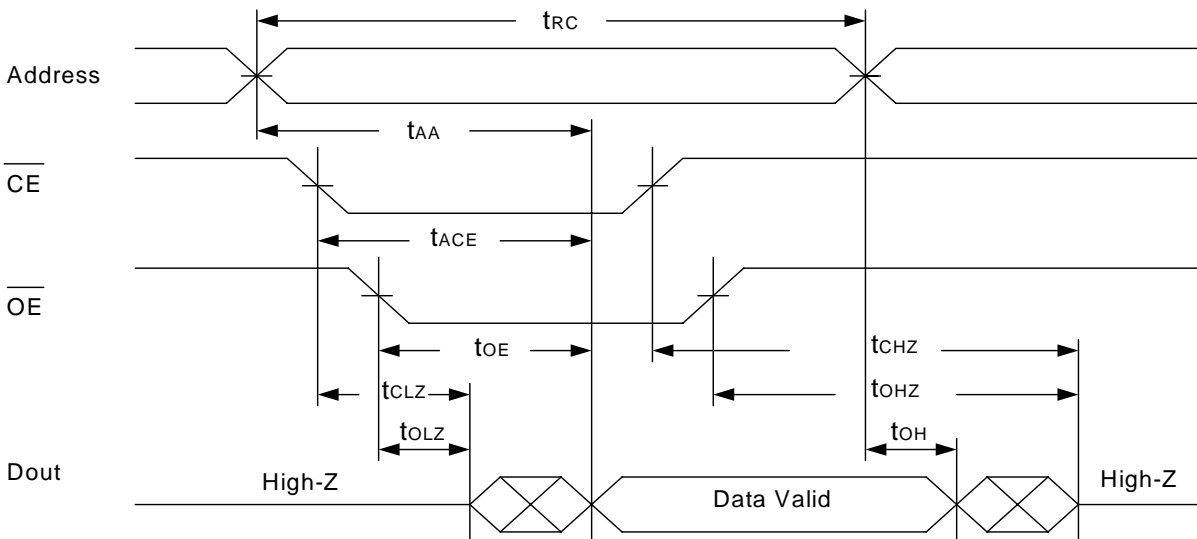 tRC
Address
tAA
CE
tACE
OE
tOE
tCHZ
tCLZ
tOHZ
tOLZ
tOH
Dout
High-Z
Data Valid
High-Z